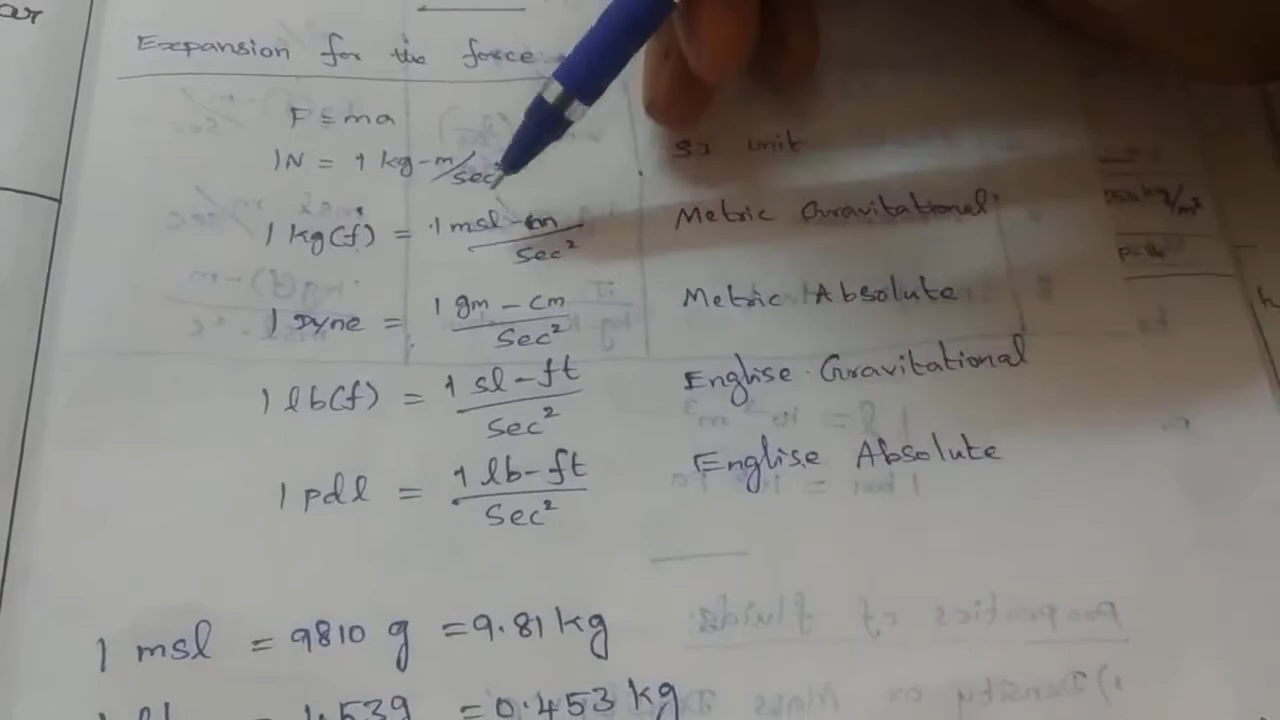 ar
Expansion for the force
F = ma
1N = 1 kg-m/sec² SI unit
1 kg(f) = 1 msl-m/sec² Metric Gravitational
1 Dyne = 1 gm-cm/Sec² Metric Absolute
1 lb(f) = 1 sl-ft/Sec² Englise Gravitational
1 pdl = 1 lb-ft/Sec² Englise Absolute
1 msl = 9810 g = 9.81 kg
= 0.453 kg